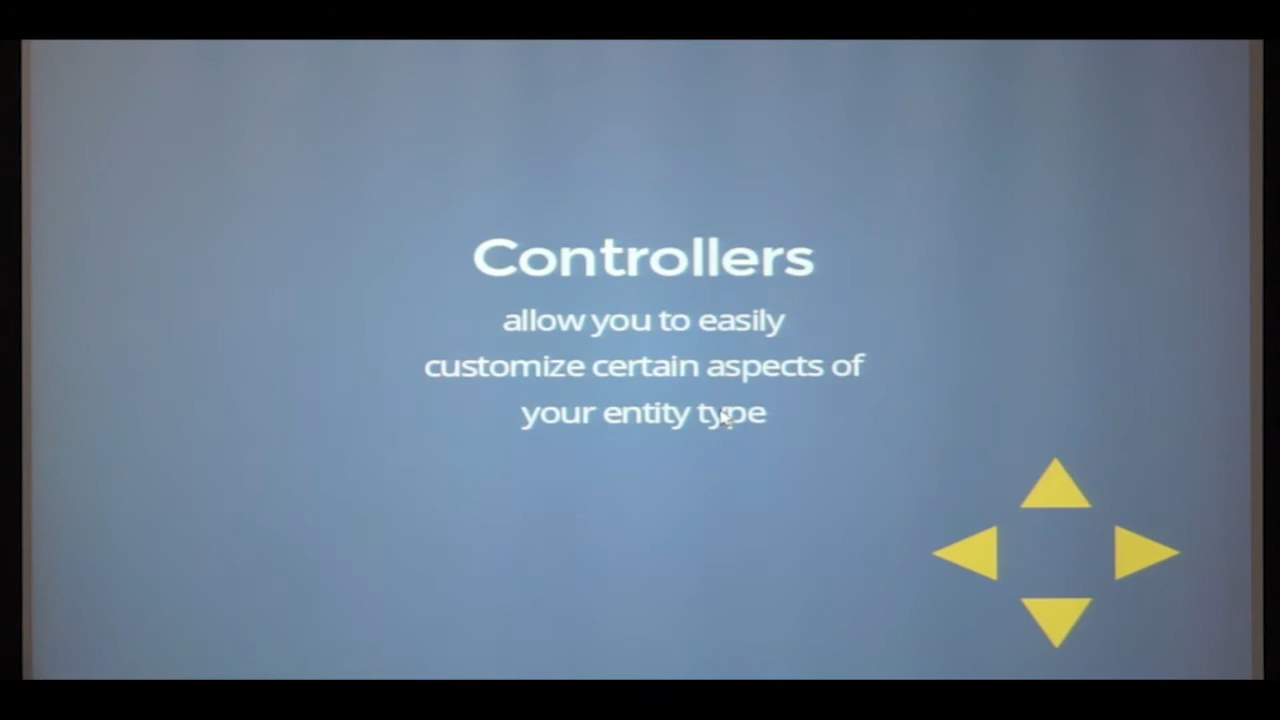 Controllers
allow you to easily
customize certain aspects of
your entity type